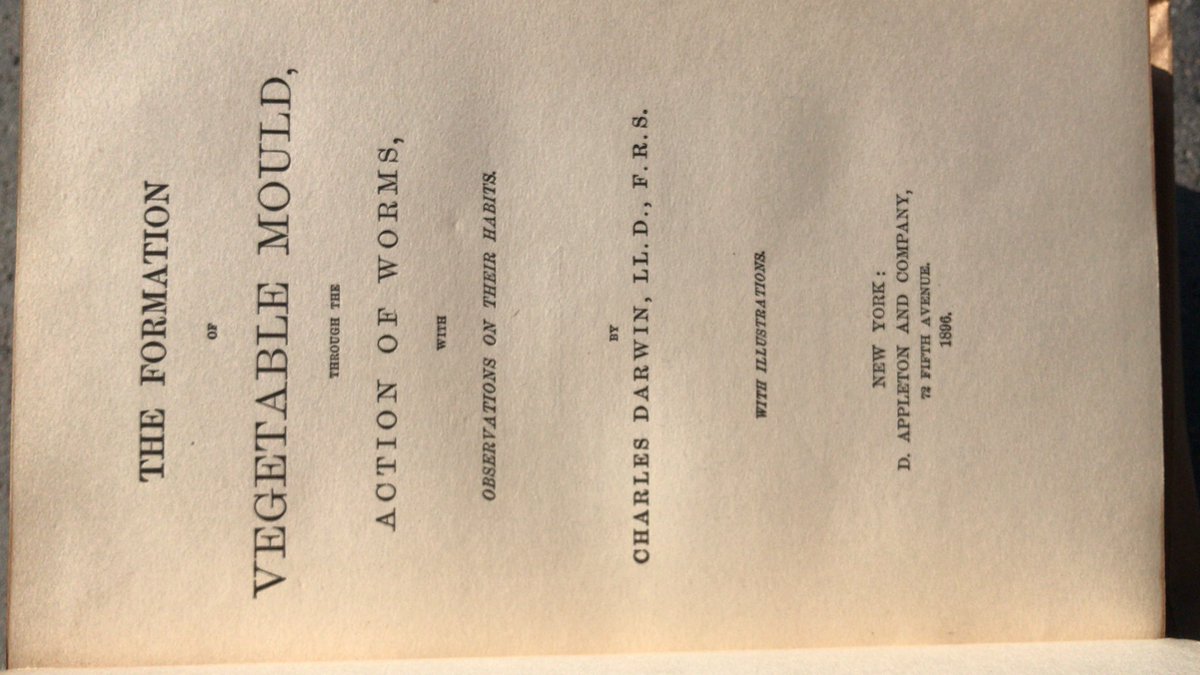 THE FORMATION
OF
VEGETABLE MOULD,
THROUGH THE
ACTION OF WORMS,
WITH
OBSERVATIONS ON THEIR HABITS.
BY
CHARLES DARWIN, LL.D., F.R.S.
WITH ILLUSTRATIONS.
NEW YORK:
D. APPLETON AND COMPANY,
72 FIFTH AVENUE.
1896.